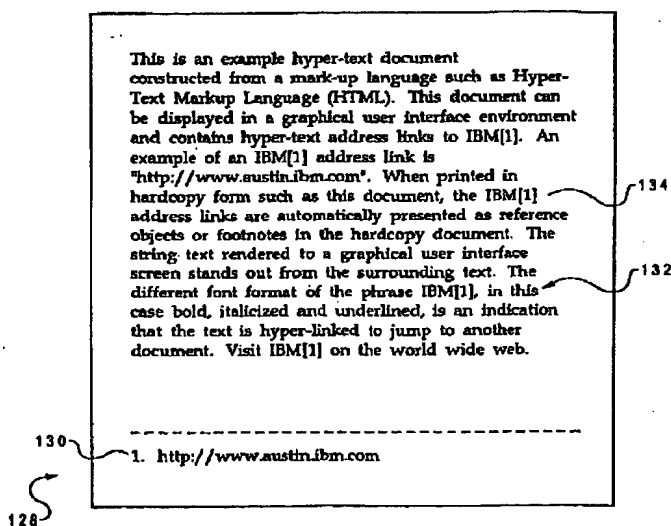 This is an example hyper-text document
constructed from a mark-up language such as Hyper-
Text Markup Language (HTML). This document can
be displayed in a graphical user interface environment
and contains hyper-text address links to IBM[1]. An
example of an IBM[1] address link is
"http://www.austin.ibm.com". When printed in
hardcopy form such as this document, the IBM[1]
134
address links are automatically presented as reference
objects or footnotes in the hardcopy document. The
string text rendered to a graphical user interface
screen stands out from the surrounding text. The
132
different font format of the phrase IBM[1], in this
case bold, italicized and underlined, is an indication
that the text is hyper-linked to jump to another
document. Visit IBM[1] on the world wide web.
130
1. http://www.austin.ibm.com
128